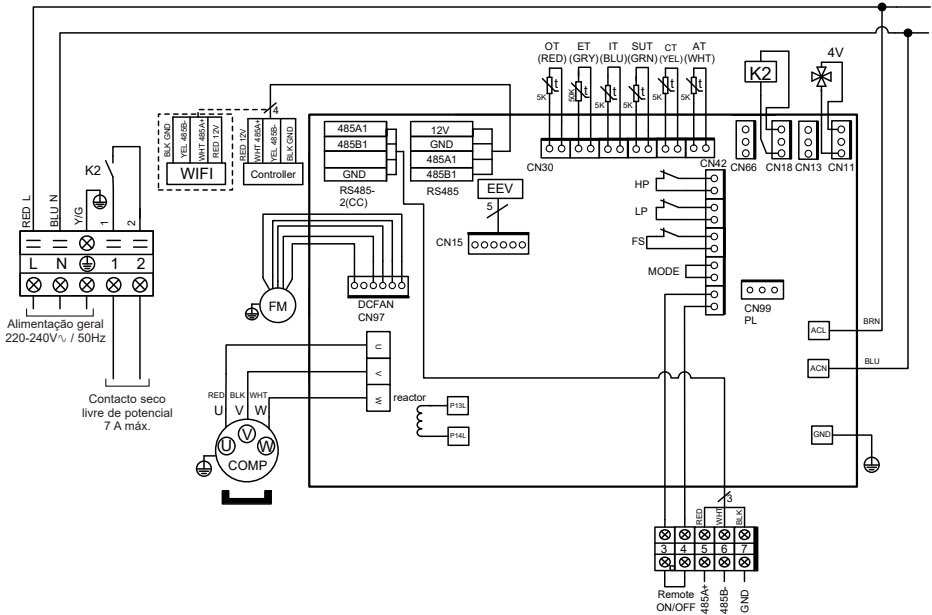 OT ET IT SUT CT AT
(RED) (GRY) (BLU) (GRN) (YEL) (WHT)
5K 50K 5K 5K 5K 5K
t t t t t t
K2
4V
CN30
CN42
CN66 CN18 CN13 CN11
4
BLK GND
YEL 485B-
WHT 485A+
RED 12V
WIFI
RED 12V
WHT 485A+
YEL 485B-
BLK GND
Controller
485A1
485B1
GND
RS485-
2(CC)
12V
GND
485A1
485B1
RS485
EEV
5
CN15
HP
LP
FS
MODE
CN99
PL
K2
RED L
BLU N
Y/G
1
2
L N 1 2
Alimentação geral
220-240V∿ / 50Hz
Contacto seco
livre de potencial
7 A máx.
FM
DCFAN
CN97
U
V
W
RED BLK WHT
U V W
U V W
COMP
reactor
P13L
P14L
ACL
BRN
ACN
BLU
GND
3
RED
WHT
BLK
3 4 5 6 7
Remote
ON/OFF
485A+
485B-
GND